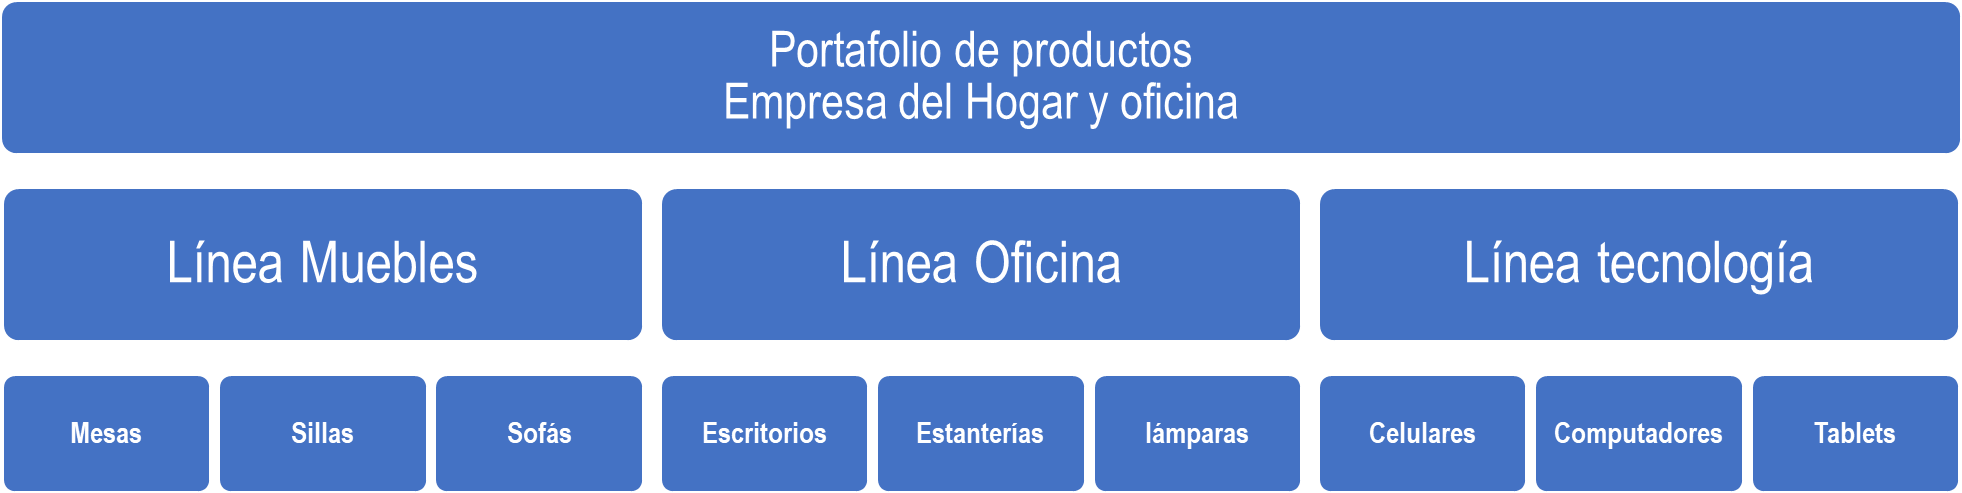 Portafolio de productos
Empresa del Hogar y oficina
Línea Muebles
Línea Oficina
Línea tecnología
Mesas
Sillas
Sofás
Escritorios
Estanterías
lámparas
Celulares
Computadores
Tablets